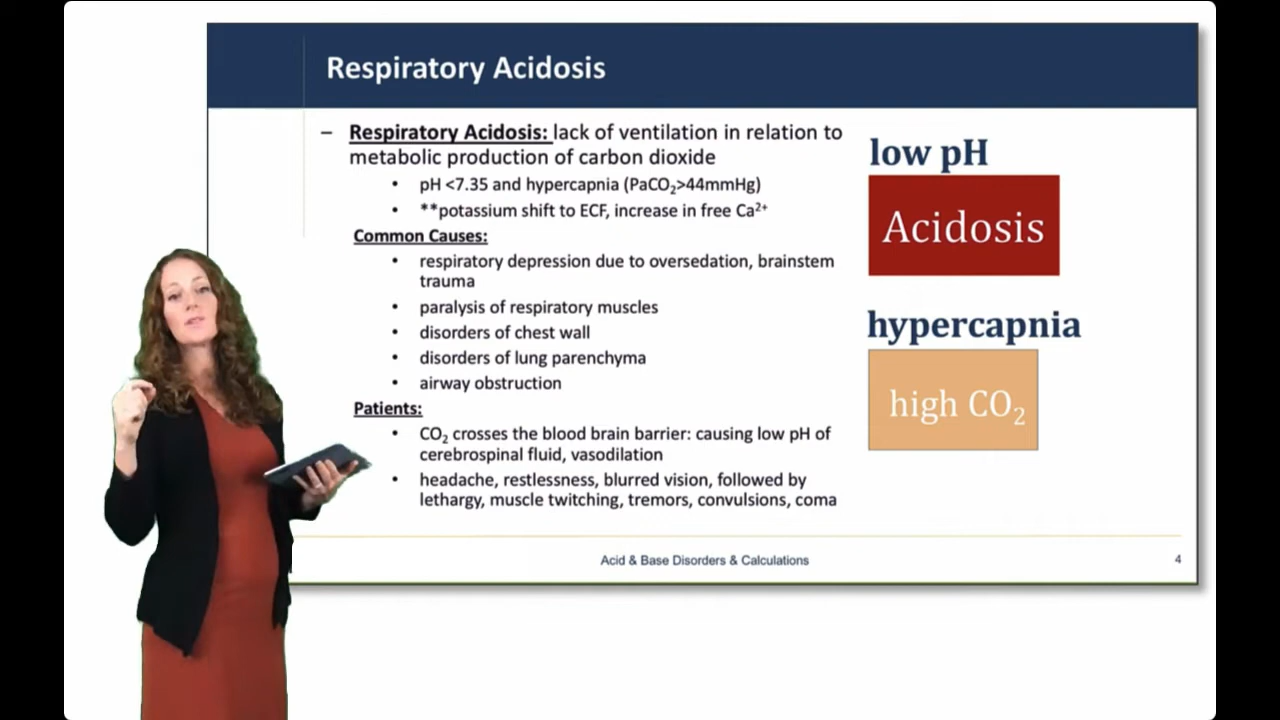 Respiratory Acidosis
– Respiratory Acidosis: lack of ventilation in relation to
metabolic production of carbon dioxide
• pH <7.35 and hypercapnia (PaCO₂>44mmHg)
• **potassium shift to ECF, increase in free Ca²⁺
Common Causes:
• respiratory depression due to oversedation, brainstem
trauma
• paralysis of respiratory muscles
• disorders of chest wall
• disorders of lung parenchyma
• airway obstruction
Patients:
• CO₂ crosses the blood brain barrier: causing low pH of
cerebrospinal fluid, vasodilation
• headache, restlessness, blurred vision, followed by
lethargy, muscle twitching, tremors, convulsions, coma
low pH
Acidosis
hypercapnia
high CO₂
Acid & Base Disorders & Calculations
4